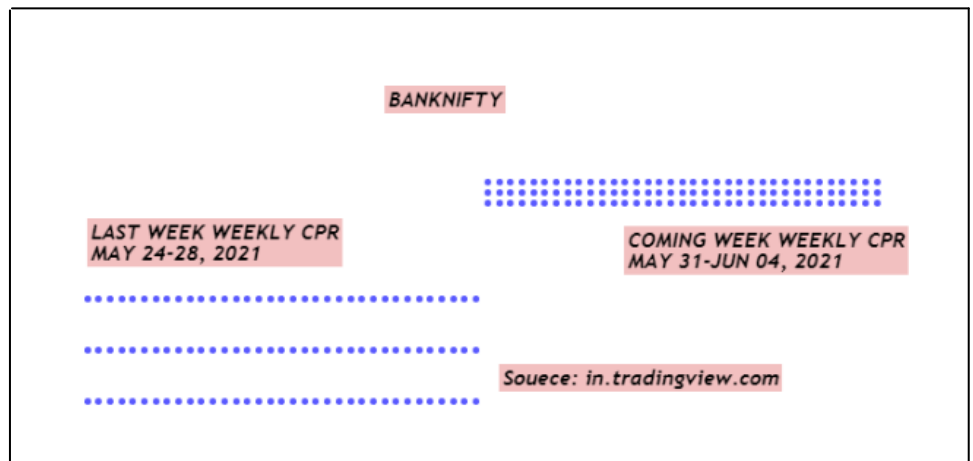 BANKNIFTY
LAST WEEK WEEKLY CPR
MAY 24-28, 2021
COMING WEEK WEEKLY CPR
MAY 31-JUN 04, 2021
Souece: in.tradingview.com